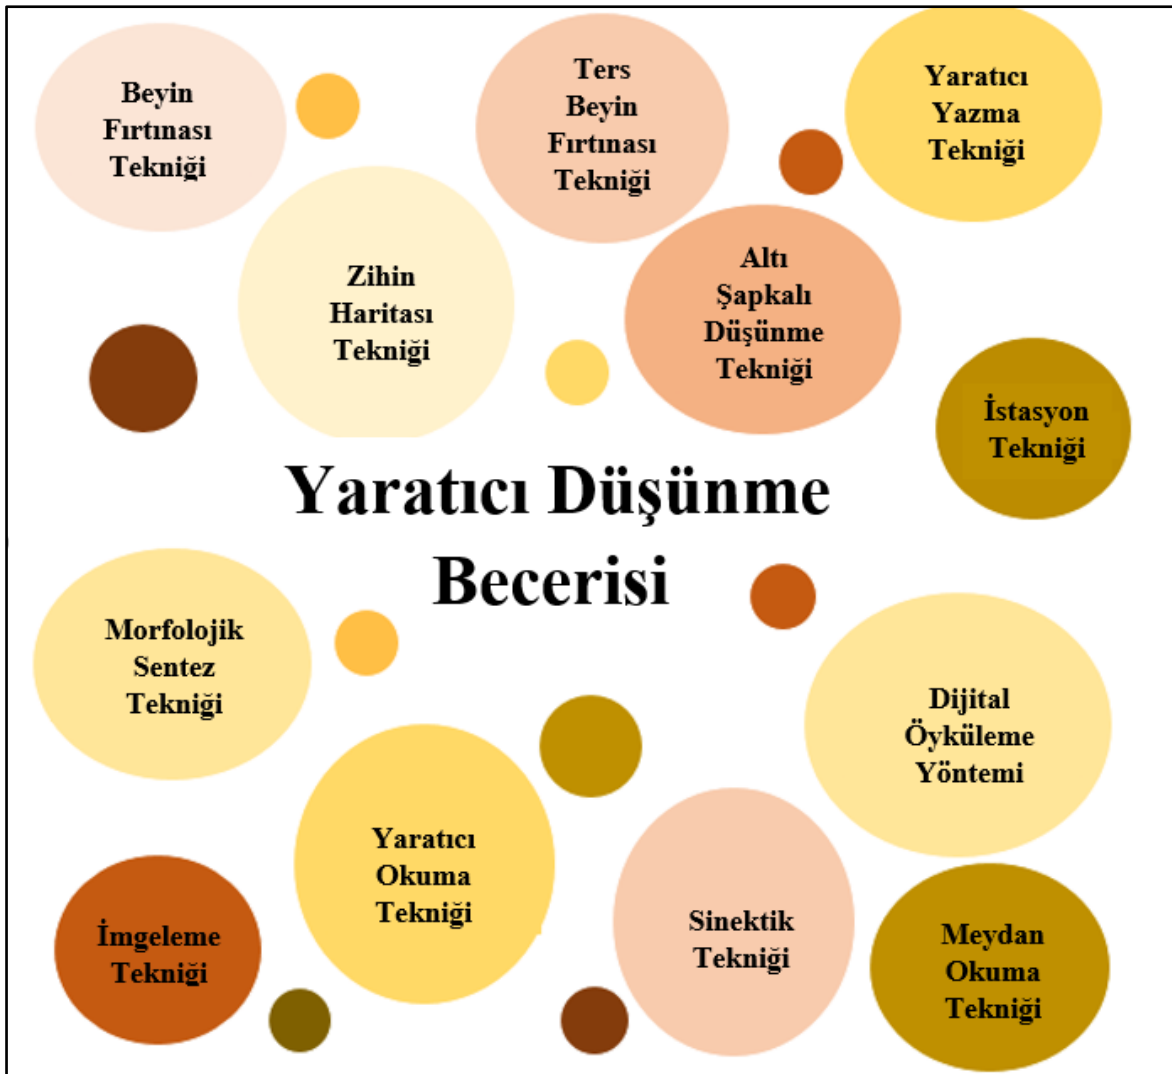 Beyin
Fırtınası
Tekniği
Ters
Beyin
Fırtınası
Tekniği
Yaratıcı
Yazma
Tekniği
Zihin
Haritası
Tekniği
Altı
Şapkalı
Düşünme
Tekniği
İstasyon
Tekniği
Yaratıcı Düşünme
Becerisi
Morfolojik
Sentez
Tekniği
Dijital
Öyküleme
Yöntemi
Yaratıcı
Okuma
Tekniği
İmgeleme
Tekniği
Sinektik
Tekniği
Meydan
Okuma
Tekniği